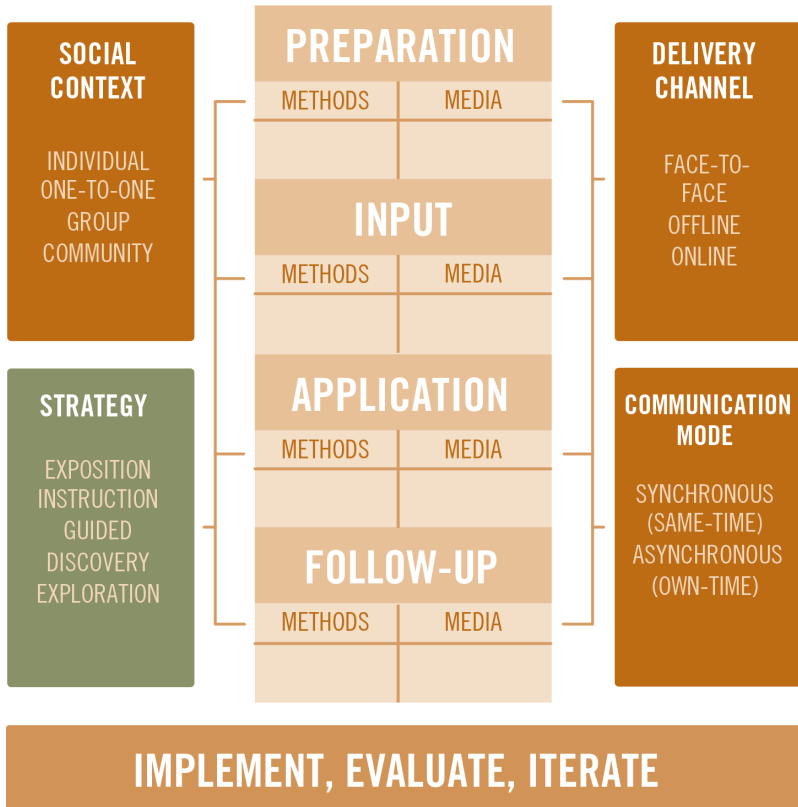 SOCIAL
CONTEXT
INDIVIDUAL
ONE-TO-ONE
GROUP
COMMUNITY
STRATEGY
EXPOSITION
INSTRUCTION
GUIDED
DISCOVERY
EXPLORATION
PREPARATION
METHODS MEDIA
INPUT
METHODS MEDIA
APPLICATION
METHODS MEDIA
FOLLOW-UP
METHODS MEDIA
DELIVERY
CHANNEL
FACE-TO-
FACE
OFFLINE
ONLINE
COMMUNICATION
MODE
SYNCHRONOUS
(SAME-TIME)
ASYNCHRONOUS
(OWN-TIME)
IMPLEMENT, EVALUATE, ITERATE